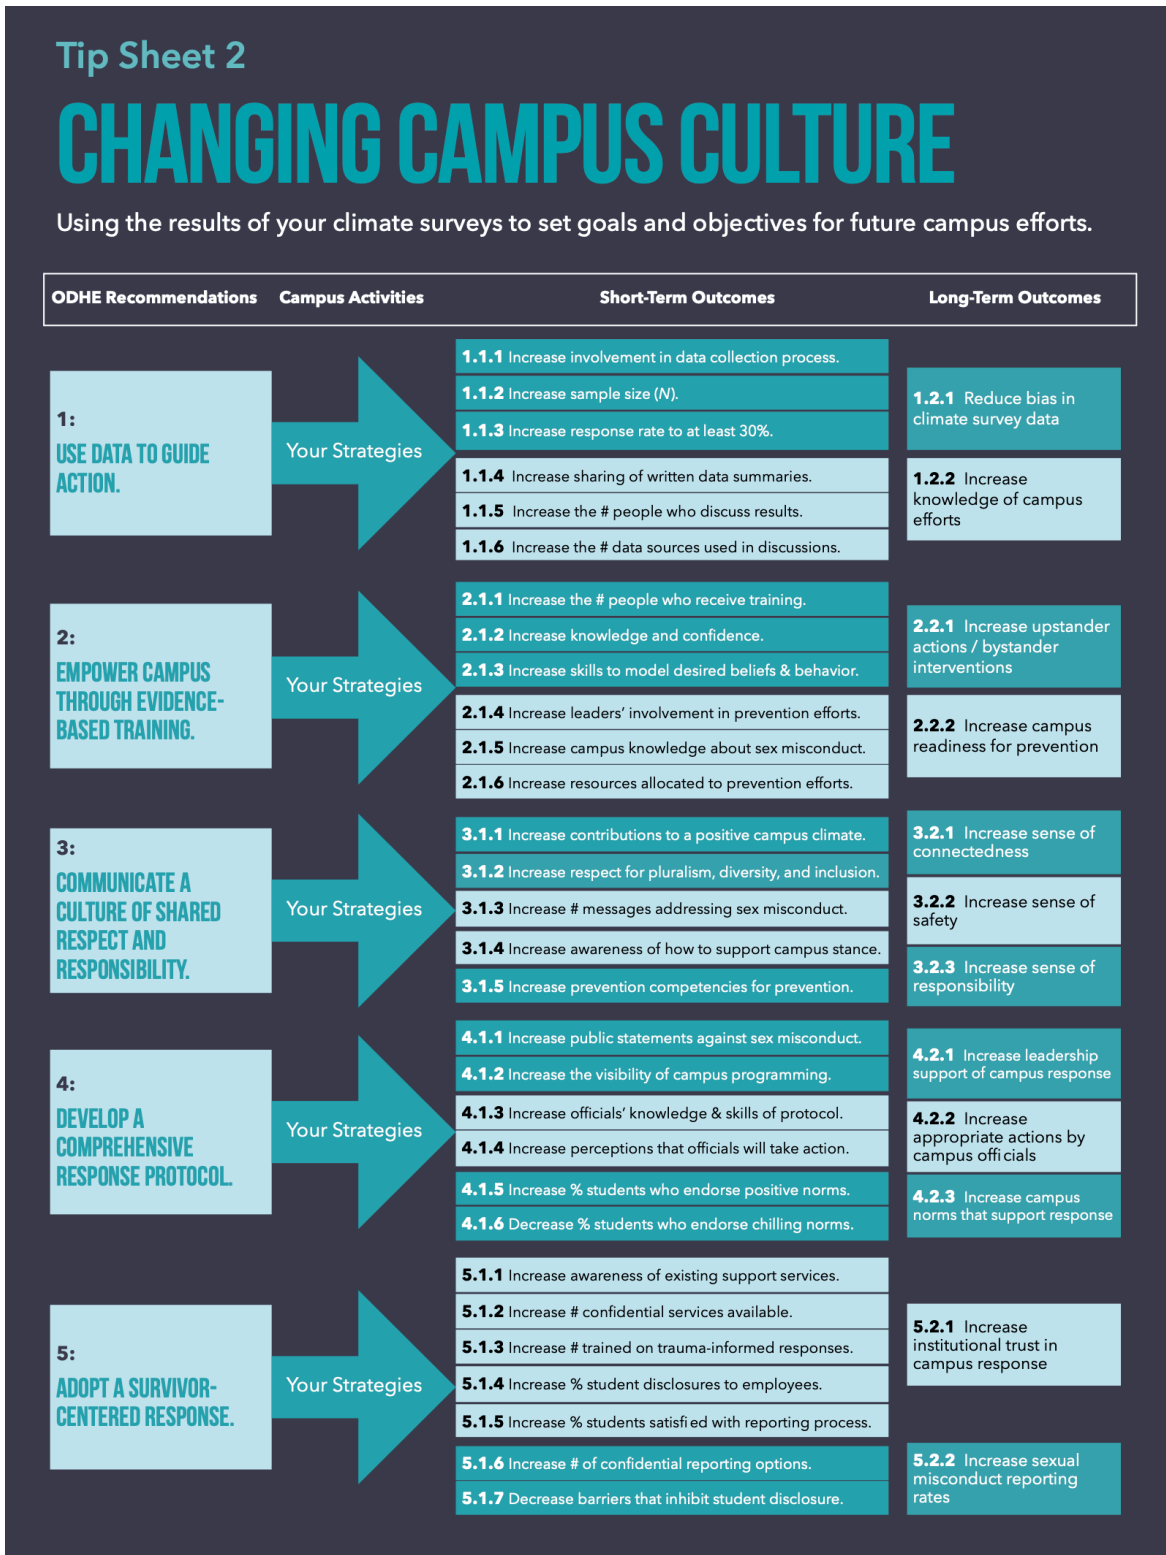 Tip Sheet 2
CHANGING CAMPUS CULTURE
Using the results of your climate surveys to set goals and objectives for future campus efforts.
ODHE Recommendations Campus Activities Short-Term Outcomes Long-Term Outcomes
1:
USE DATA TO GUIDE
ACTION.
Your Strategies
1.1.1 Increase involvement in data collection process.
1.1.2 Increase sample size (N).
1.1.3 Increase response rate to at least 30%.
1.1.4 Increase sharing of written data summaries.
1.1.5 Increase the # people who discuss results.
1.1.6 Increase the # data sources used in discussions.
1.2.1 Reduce bias in
climate survey data
1.2.2 Increase
knowledge of campus
efforts
2:
EMPOWER CAMPUS
THROUGH EVIDENCE-
BASED TRAINING.
Your Strategies
2.1.1 Increase the # people who receive training.
2.1.2 Increase knowledge and confidence.
2.1.3 Increase skills to model desired beliefs & behavior.
2.1.4 Increase leaders' involvement in prevention efforts.
2.1.5 Increase campus knowledge about sex misconduct.
2.1.6 Increase resources allocated to prevention efforts.
2.2.1 Increase upstander
actions / bystander
interventions
2.2.2 Increase campus
readiness for prevention
3:
COMMUNICATE A
CULTURE OF SHARED
RESPECT AND
RESPONSIBILITY.
Your Strategies
3.1.1 Increase contributions to a positive campus climate.
3.1.2 Increase respect for pluralism, diversity, and inclusion.
3.1.3 Increase # messages addressing sex misconduct.
3.1.4 Increase awareness of how to support campus stance.
3.1.5 Increase prevention competencies for prevention.
3.2.1 Increase sense of
connectedness
3.2.2 Increase sense of
safety
3.2.3 Increase sense of
responsibility
4:
DEVELOP A
COMPREHENSIVE
RESPONSE PROTOCOL.
Your Strategies
4.1.1 Increase public statements against sex misconduct.
4.1.2 Increase the visibility of campus programming.
4.1.3 Increase officials' knowledge & skills of protocol.
4.1.4 Increase perceptions that officials will take action.
4.1.5 Increase % students who endorse positive norms.
4.1.6 Decrease % students who endorse chilling norms.
4.2.1 Increase leadership
support of campus response
4.2.2 Increase
appropriate actions by
campus officials
4.2.3 Increase campus
norms that support response
5:
ADOPT A SURVIVOR-
CENTERED RESPONSE.
Your Strategies
5.1.1 Increase awareness of existing support services.
5.1.2 Increase # confidential services available.
5.1.3 Increase # trained on trauma-informed responses.
5.1.4 Increase % student disclosures to employees.
5.1.5 Increase % students satisfied with reporting process.
5.1.6 Increase # of confidential reporting options.
5.1.7 Decrease barriers that inhibit student disclosure.
5.2.1 Increase
institutional trust in
campus response
5.2.2 Increase sexual
misconduct reporting
rates